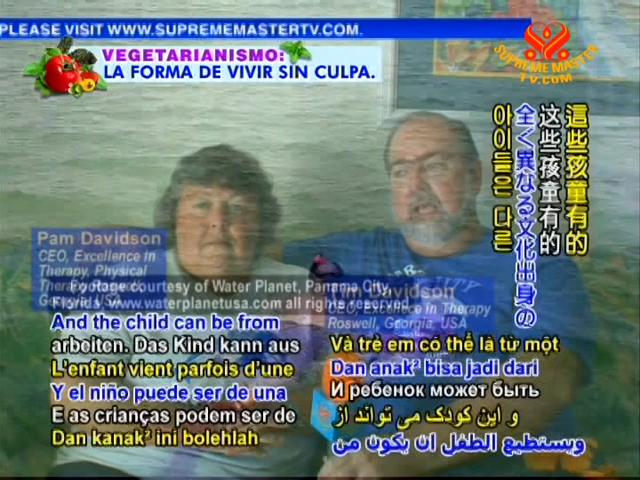 PLEASE VISIT WWW.SUPREMEMASTERTV.COM.
SUPREME MASTER
TV.COM
VEGETARIANISMO:
LA FORMA DE VIVIR SIN CULPA.
這些孩童有的
这些孩童有的
全く異なる文化出身の
아이들은 다른
Pam Davidson
CEO, Excellence in
Therapy, Physical
USA
Footage courtesy of Water Planet, Panama City,
Florida, www.waterplanetusa.com all rights reserved
Davidson
CEO, Excellence in Therapy
Roswell, Georgia, USA
And the child can be from
arbeiten. Das Kind kann aus
L'enfant vient parfois d'une
Y el niño puede ser de una
E as crianças podem ser de
Dan kanak² ini bolehlah
Và trẻ em có thể là từ một
Dan anak² bisa jadi dari
И ребенок может быть
و این کودک می تواند از
ويستطيع الطفل ان يكون من